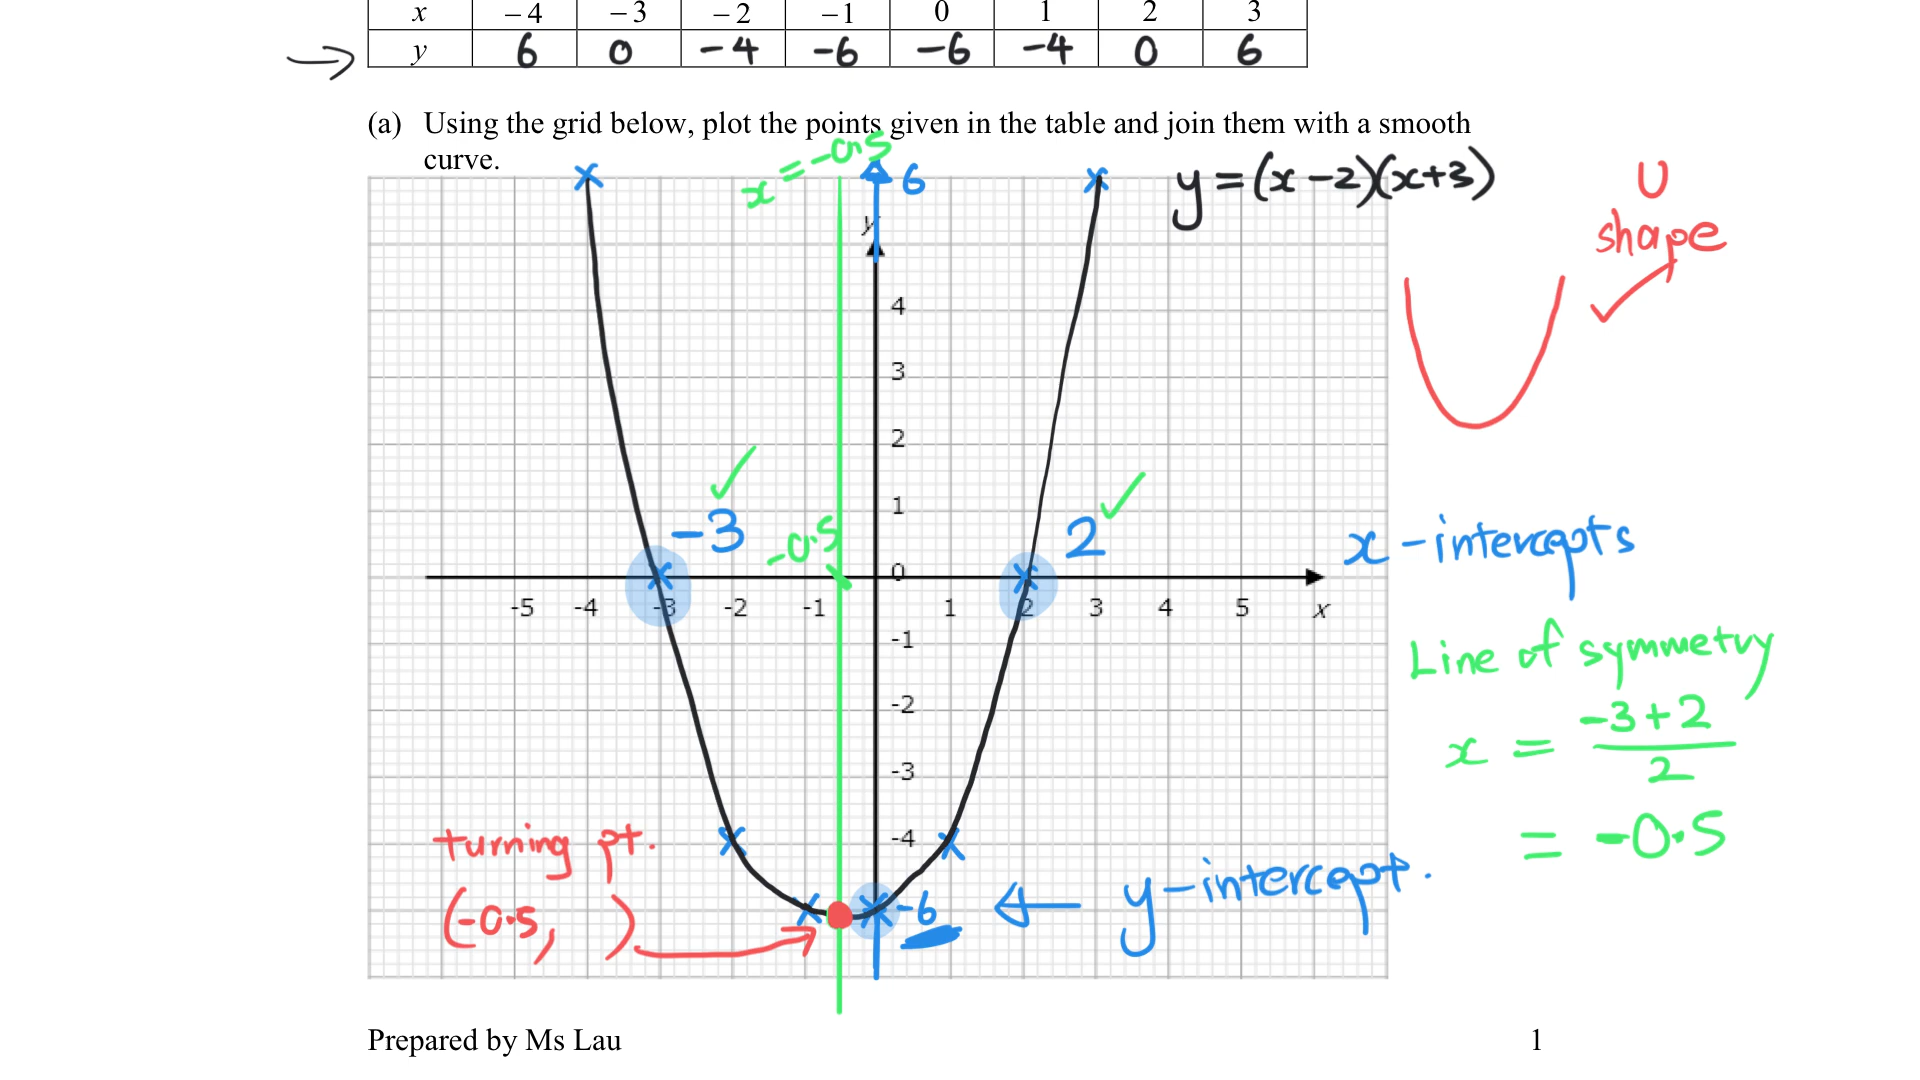 x −4 −3 −2 −1 0 1 2 3
y 6 0 −4 −6 −6 −4 0 6
(a) Using the grid below, plot the points given in the table and join them with a smooth
curve.
x = −0.5
6
y = (x−2)(x+3)
U
shape
y
4
3
2
1
0
−3
−0.5
2
x-intercepts
-5 -4 -3 -2 -1 1 2 3 4 5 x
-1
-2
-3
-4
Line of symmetry
x = −3+2
2
= −0.5
turning pt.
(−0.5, )
−6
y-intercept.
Prepared by Ms Lau 1